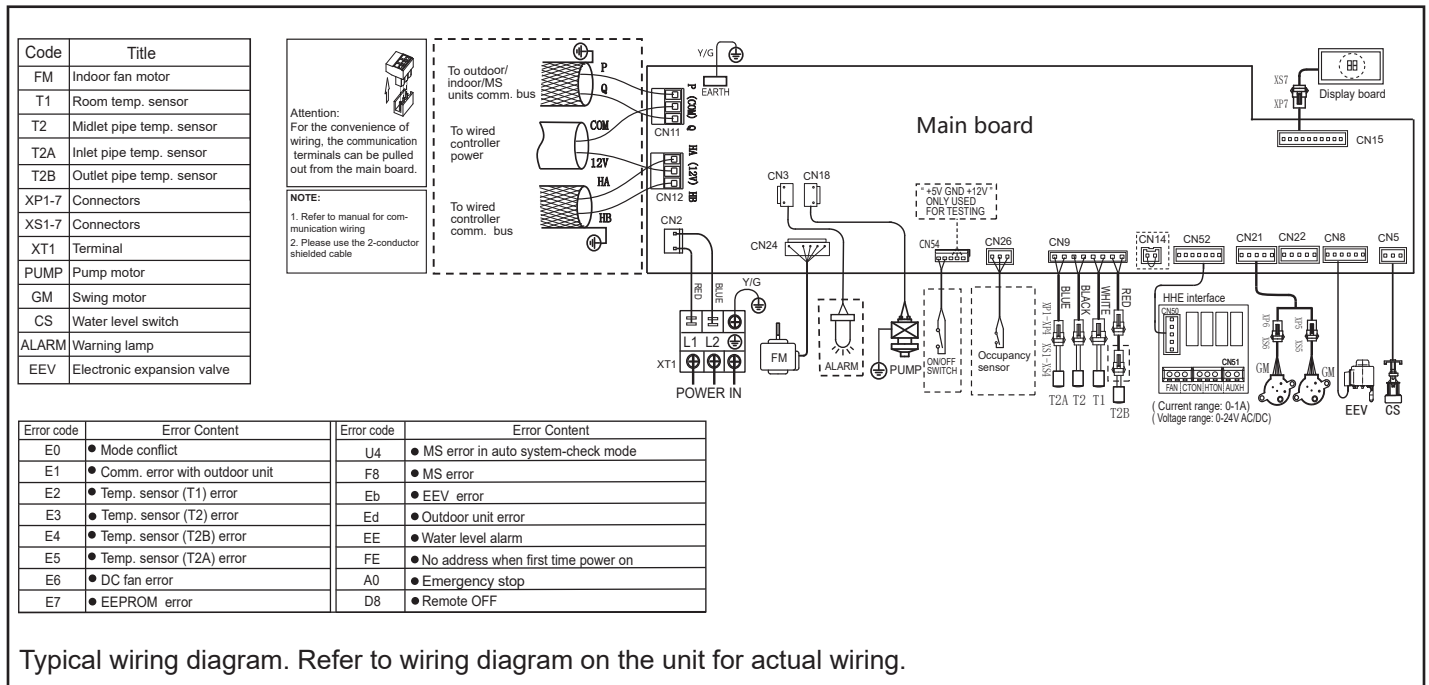 Code Title
FM Indoor fan motor
T1 Room temp. sensor
T2 Midlet pipe temp. sensor
T2A Inlet pipe temp. sensor
T2B Outlet pipe temp. sensor
XP1-7 Connectors
XS1-7 Connectors
XT1 Terminal
PUMP Pump motor
GM Swing motor
CS Water level switch
ALARM Warning lamp
EEV Electronic expansion valve
Attention:
For the convenience of
wiring, the communication
terminals can be pulled
out from the main board.
NOTE:
1. Refer to manual for com-
munication wiring
2. Please use the 2-conductor
shielded cable
To outdoor/
indoor/MS
units comm. bus
To wired
controller
power
To wired
controller
comm. bus
P
Q
COM
12V
HA
HB
P (COM) Q
CN11
HA (12V) HB
CN12
Y/G
EARTH
Main board
XS7
XP7
Display board
CN15
CN2
RED
BLUE
Y/G
L1 L2
XT1
POWER IN
CN3
CN18
CN24
FM
ALARM
PUMP
"+5V GND +12V"
ONLY USED
FOR TESTING
CN54
ON/OFF
SWITCH
CN26
Occupancy
sensor
CN9
BLUE
BLACK
WHITE
RED
XP1-XP4 XS1-XS4
T2A T2 T1
T2B
CN14
CN52
HHE interface
CN50
CN51
FAN CTON HTON AUXH
( Current range: 0-1A)
( Voltage range: 0-24V AC/DC)
CN21
CN22
XP6
XS6
XP5
XS5
GM
GM
CN8
EEV
CN5
CS
Error code Error Content Error code Error Content
E0 ● Mode conflict U4 ● MS error in auto system-check mode
E1 ● Comm. error with outdoor unit F8 ● MS error
E2 ● Temp. sensor (T1) error Eb ● EEV error
E3 ● Temp. sensor (T2) error Ed ● Outdoor unit error
E4 ● Temp. sensor (T2B) error EE ● Water level alarm
E5 ● Temp. sensor (T2A) error FE ● No address when first time power on
E6 ● DC fan error A0 ● Emergency stop
E7 ● EEPROM error D8 ● Remote OFF
Typical wiring diagram. Refer to wiring diagram on the unit for actual wiring.